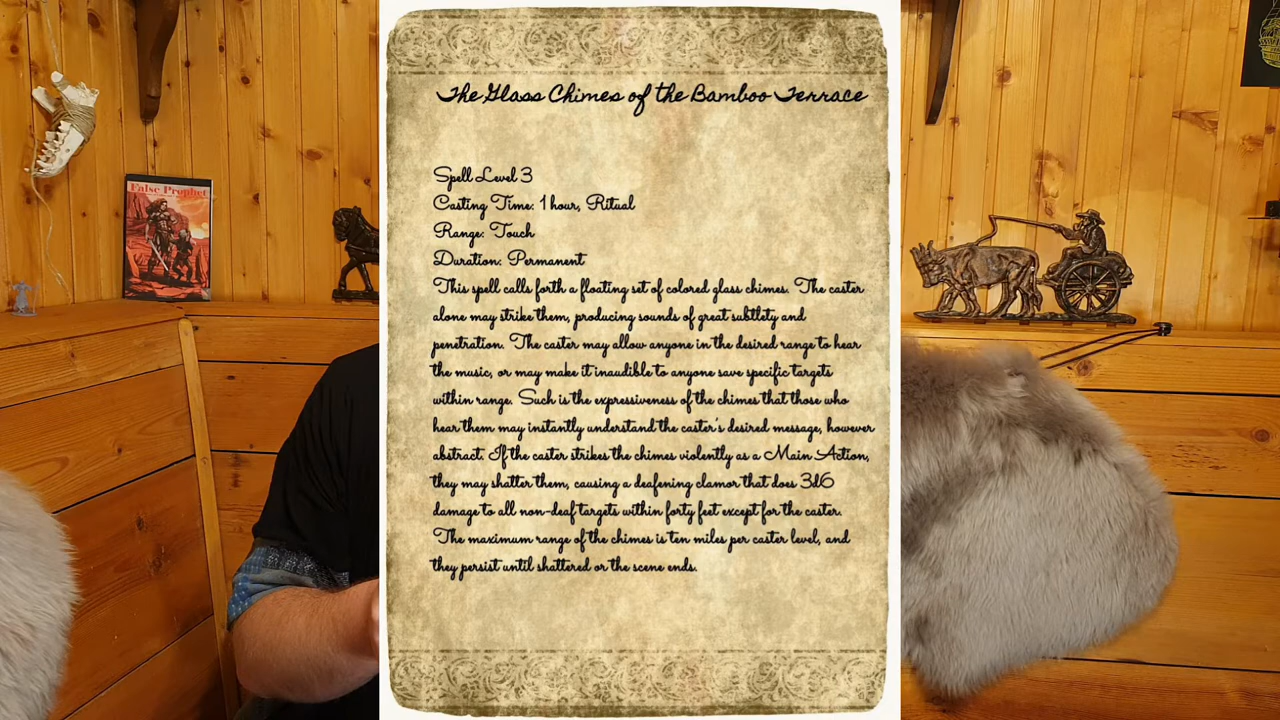 The Glass Chimes of the Bamboo Terrace
Spell Level 3
Casting Time: 1 hour, Ritual
Range: Touch
Duration: Permanent
This spell calls forth a floating set of colored glass chimes. The caster
alone may strike them, producing sounds of great subtlety and
penetration. The caster may allow anyone in the desired range to hear
the music, or may make it inaudible to anyone save specific targets
within range. Such is the expressiveness of the chimes that those who
hear them may instantly understand the caster's desired message, however
abstract. If the caster strikes the chimes violently as a Main Action,
they may shatter them, causing a deafening clamor that does 3d6
damage to all non-deaf targets within forty feet except for the caster.
The maximum range of the chimes is ten miles per caster level, and
they persist until shattered or the scene ends.
False Prophet